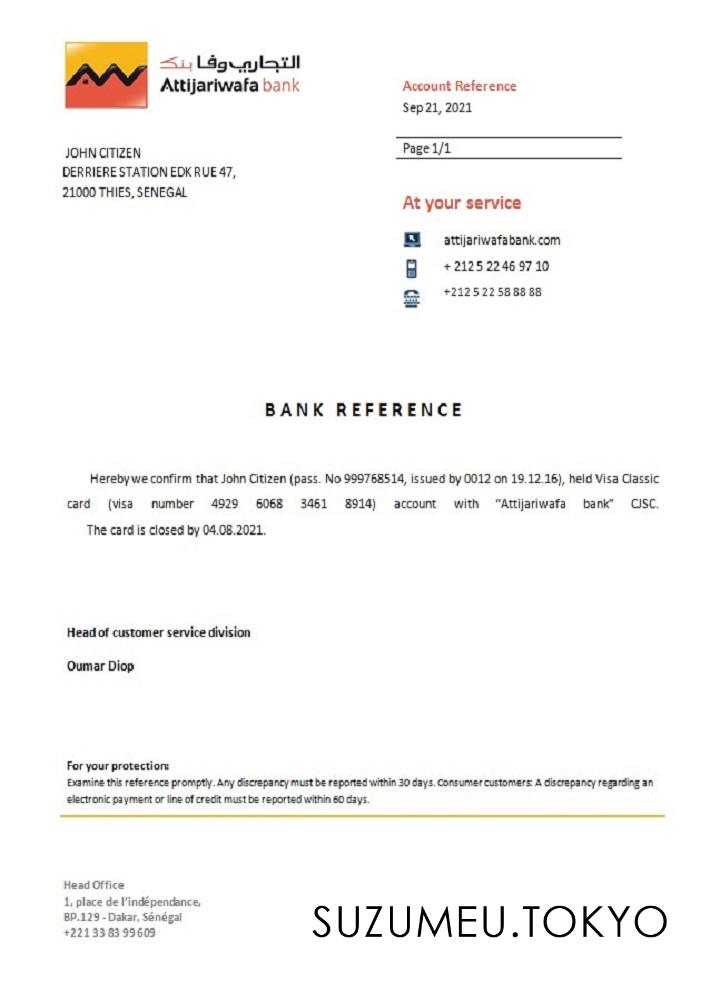 التجاري وفا بنك
Attijariwafa bank
Account Reference
Sep 21, 2021
Page 1/1
JOHN CITIZEN
DERRIERE STATION EDK RUE 47,
21000 THIES, SENEGAL
At your service
attijariwafabank.com
+ 212 5 22 46 97 10
+212 5 22 58 88 88
BANK REFERENCE
Hereby we confirm that John Citizen (pass. No 999768514, issued by 0012 on 19.12.16), held Visa Classic
card (visa number 4929 6068 3461 8914) account with “Attijariwafa bank” CJSC.
The card is closed by 04.08.2021.
Head of customer service division
Oumar Diop
For your protection:
Examine this reference promptly. Any discrepancy must be reported within 30 days. Consumer customers: A discrepancy regarding an
electronic payment or line of credit must be reported within 60 days.
Head Office
1, place de l’indépendance,
BP.129 - Dakar, Sénégal
+221 33 83 99609
SUZUMEU.TOKYO